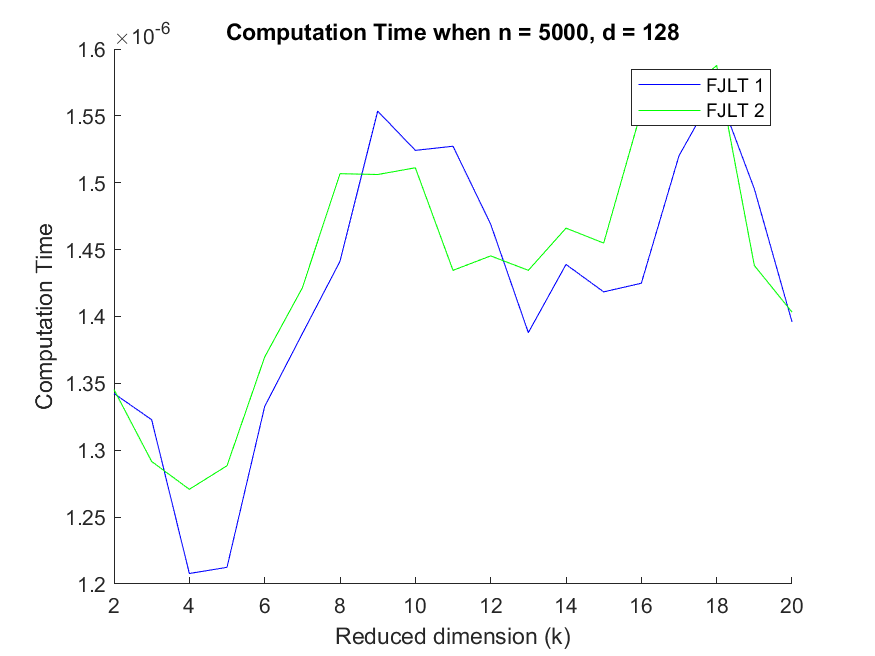 ×10-6
Computation Time when n = 5000, d = 128
1.6
1.55
1.5
1.45
1.4
1.35
1.3
1.25
1.2
Computation Time
FJLT 1
FJLT 2
2 4 6 8 10 12 14 16 18 20
Reduced dimension (k)